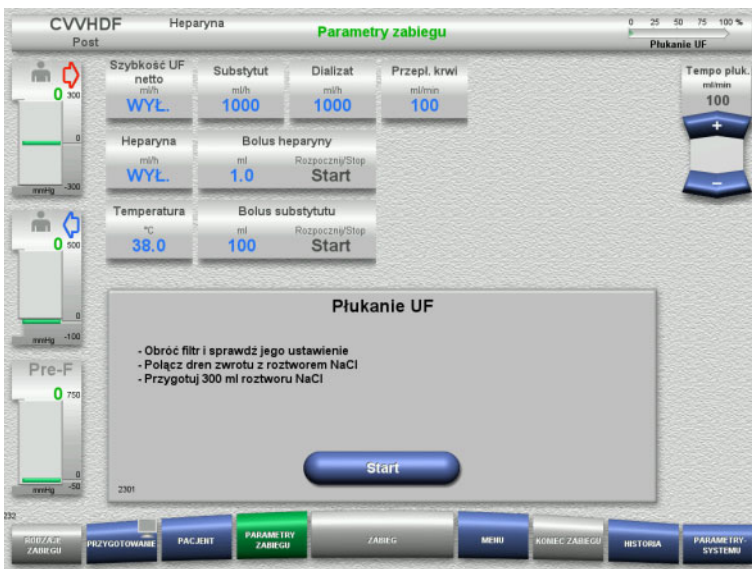 CVVHDF Heparyna
Post
Parametry zabiegu
0 25 50 75 100 %
Płukanie UF
0 300
0
mmHg -300
0 500
0
mmHg -100
Pre-F
0 750
0
mmHg -50
Szybkość UF netto
ml/h
WYŁ.
Substytut
ml/h
1000
Dializat
ml/h
1000
Przepl. krwi
ml/min
100
Tempo płuk.
ml/min
100
+
–
Heparyna
ml/h
WYŁ.
Bolus heparyny
ml Rozpocznij/Stop
1.0 Start
Temperatura
°C
38.0
Bolus substytutu
ml Rozpocznij/Stop
100 Start
Płukanie UF
- Obróć filtr i sprawdź jego ustawienie
- Połącz dren zwrotu z roztworem NaCl
- Przygotuj 300 ml roztworu NaCl
Start
2301
232
RODZAJE ZABIEGU
PRZYGOTOWANIE
PACJENT
PARAMETRY ZABIEGU
ZABIEG
MENU
KONIEC ZABIEGU
HISTORIA
PARAMETRY-SYSTEMU